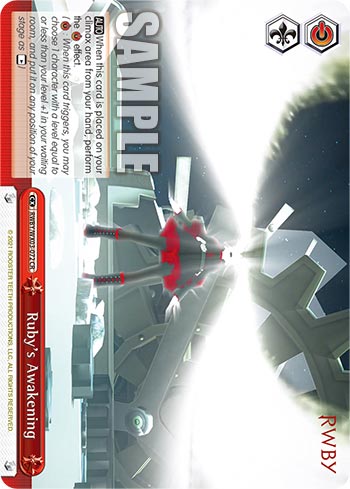 SAMPLE
RWBY
[AUTO] When this card is placed on your
climax area from your hand, perform
the effect.
( : When this card triggers, you may
choose 1 character with a level equal to
or less than your level +1 in your waiting
room, and put it on any position of your
stage as )
CC
Ruby's Awakening
©2021 ROOSTER TEETH PRODUCTIONS, LLC. ALL RIGHTS RESERVED.